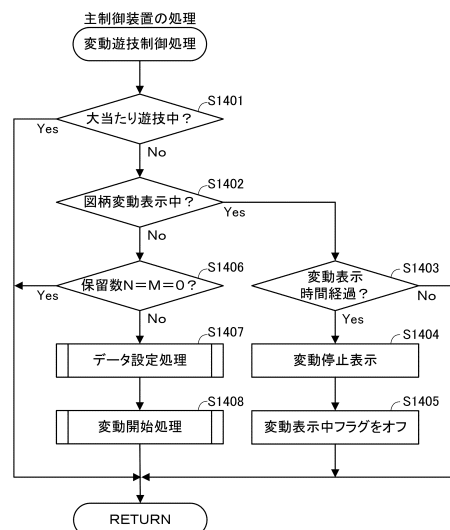 主制御装置の処理
変動遊技制御処理
S1401
大当たり遊技中？
Yes
No
S1402
図柄変動表示中？
Yes
No
S1406
保留数N＝M＝0？
Yes
No
S1403
変動表示
時間経過？
No
Yes
S1407
データ設定処理
S1404
変動停止表示
S1408
変動開始処理
S1405
変動表示中フラグをオフ
RETURN